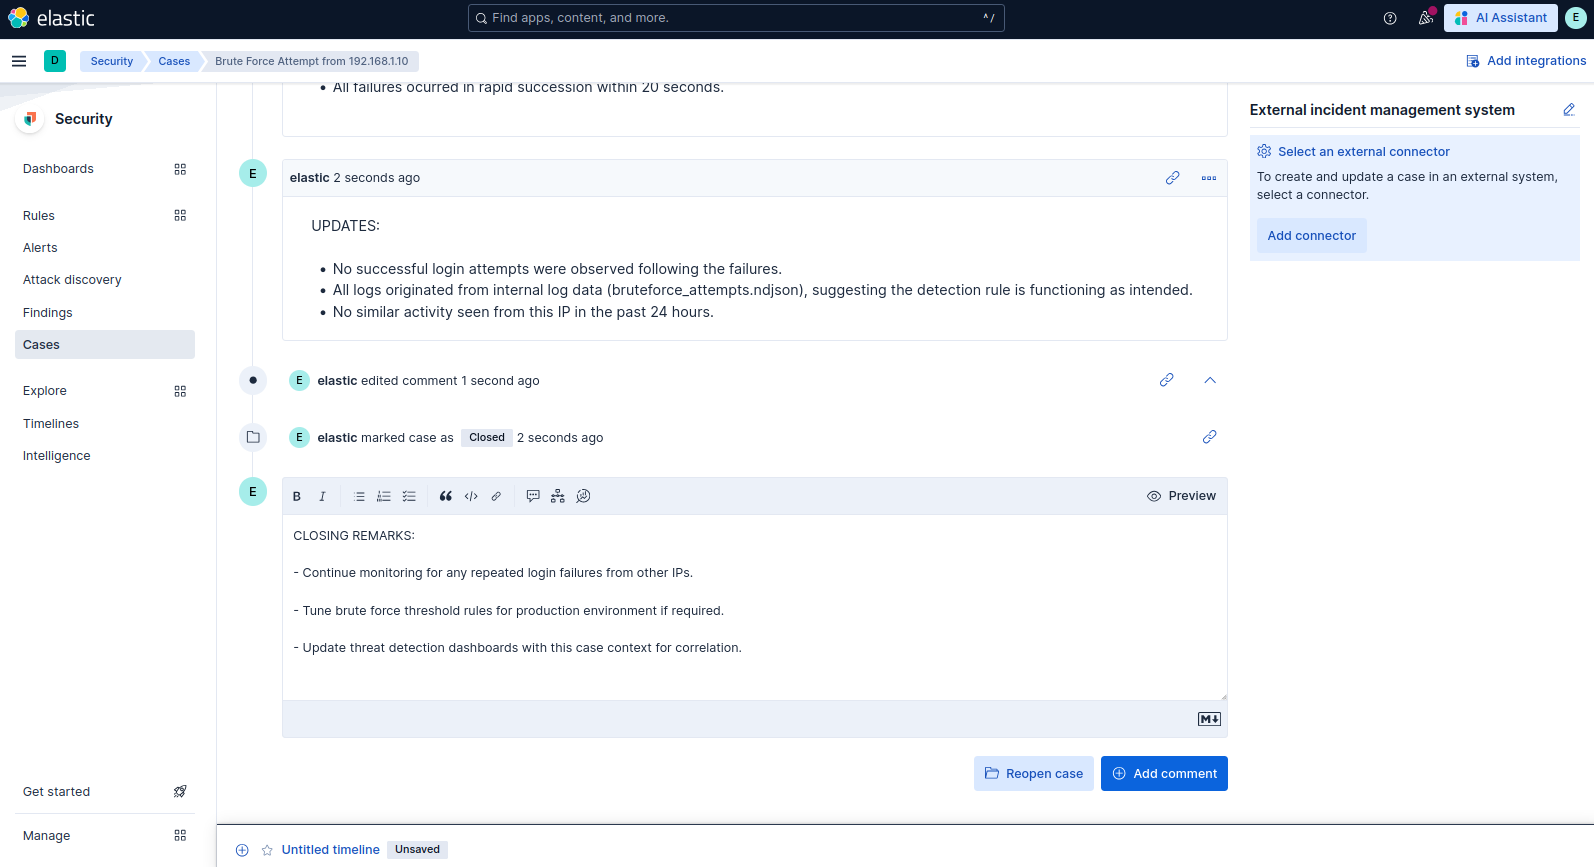 elastic
Find apps, content, and more.
^/
AI Assistant
E
D
Security
Cases
Brute Force Attempt from 192.168.1.10
Add integrations
Security
Dashboards
Rules
Alerts
Attack discovery
Findings
Cases
Explore
Timelines
Intelligence
Get started
Manage
• All failures ocurred in rapid succession within 20 seconds.
E
elastic 2 seconds ago
UPDATES:
• No successful login attempts were observed following the failures.
• All logs originated from internal log data (bruteforce_attempts.ndjson), suggesting the detection rule is functioning as intended.
• No similar activity seen from this IP in the past 24 hours.
E elastic edited comment 1 second ago
E elastic marked case as Closed 2 seconds ago
E
B I
Preview
CLOSING REMARKS:
- Continue monitoring for any repeated login failures from other IPs.
- Tune brute force threshold rules for production environment if required.
- Update threat detection dashboards with this case context for correlation.
M
Reopen case
Add comment
External incident management system
Select an external connector
To create and update a case in an external system,
select a connector.
Add connector
Untitled timeline
Unsaved